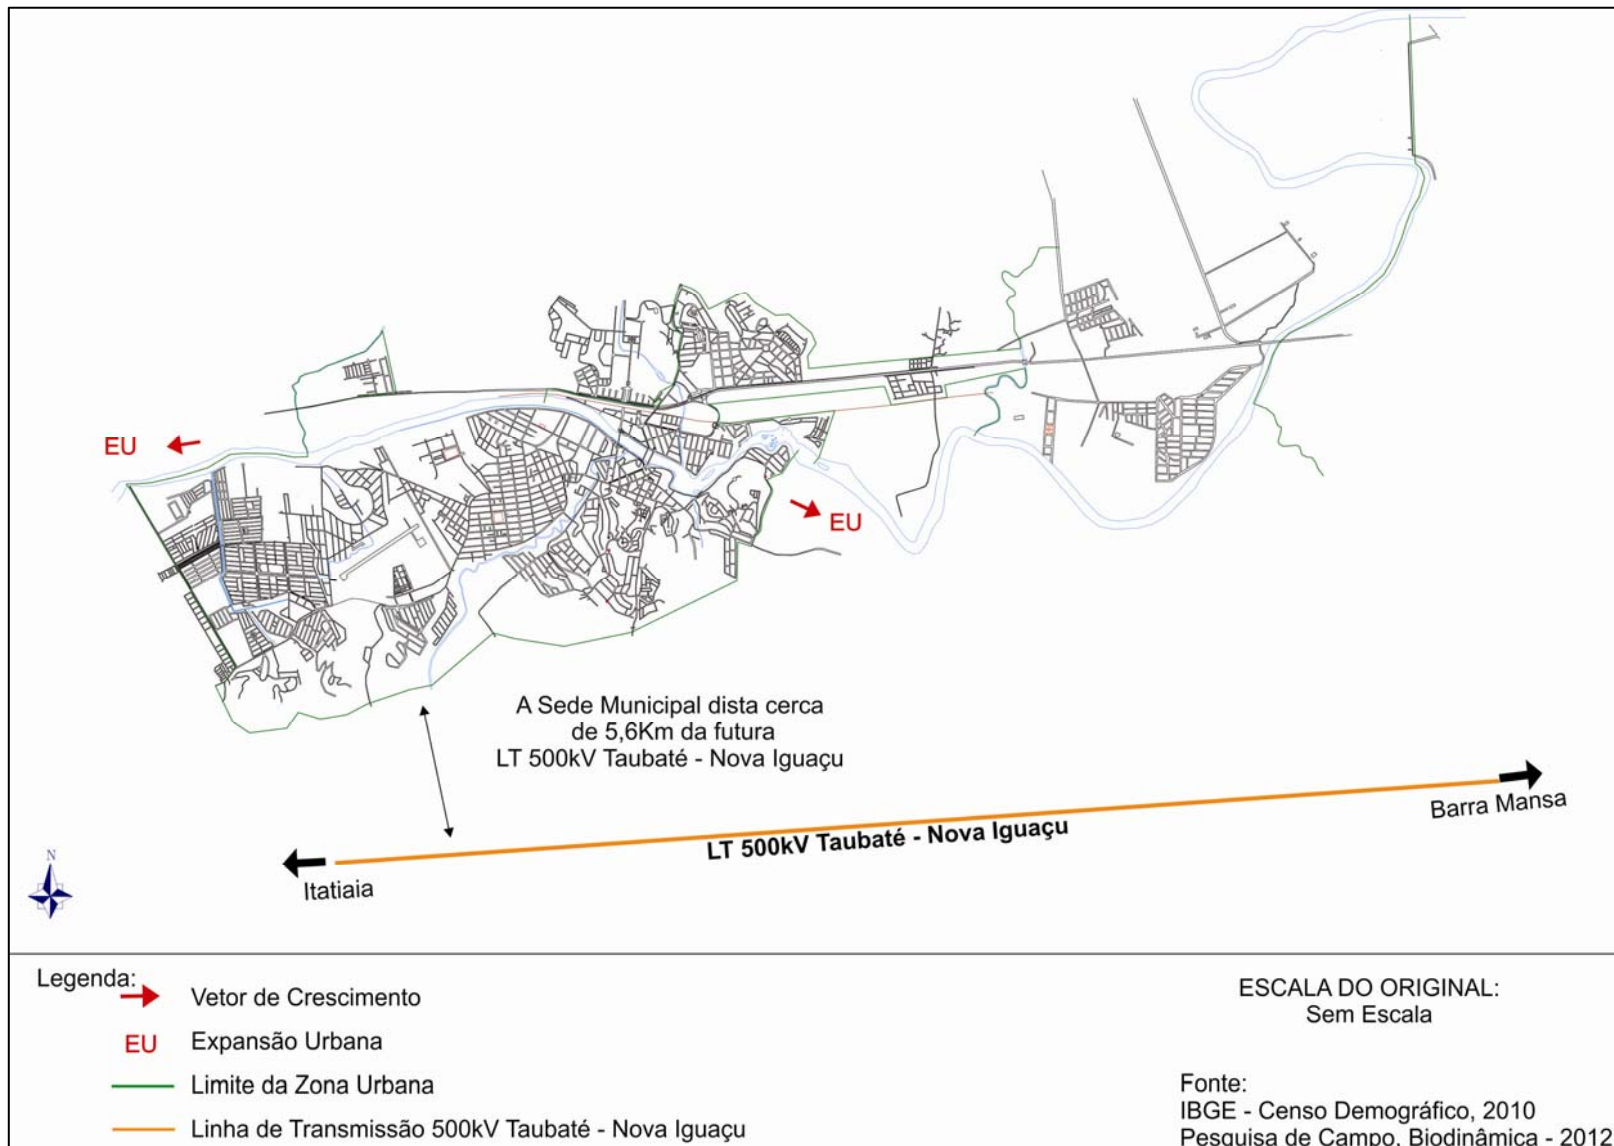 EU
EU
A Sede Municipal dista cerca
de 5,6Km da futura
LT 500kV Taubaté - Nova Iguaçu
Barra Mansa
LT 500kV Taubaté - Nova Iguaçu
N
Itatiaia
Legenda:
Vetor de Crescimento
EU Expansão Urbana
Limite da Zona Urbana
Linha de Transmissão 500kV Taubaté - Nova Iguaçu
ESCALA DO ORIGINAL:
Sem Escala
Fonte:
IBGE - Censo Demográfico, 2010
Pesquisa de Campo, Biodinâmica - 2012